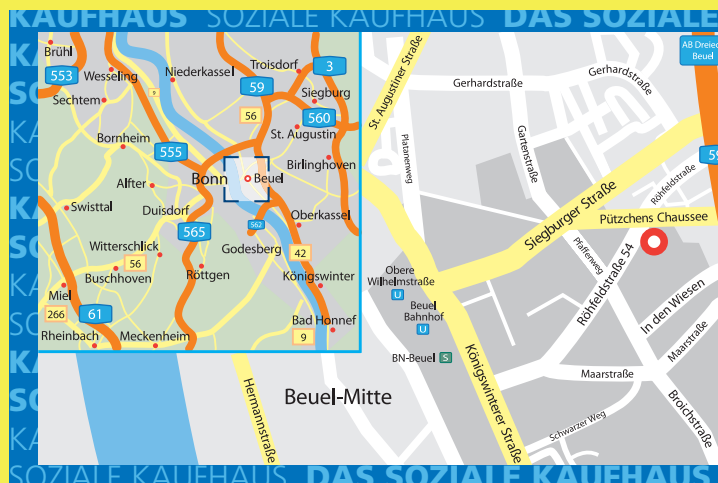 KAUFHAUS SOZIALE KAUFHAUS DAS SOZIALE
Brühl
553
Wesseling
Niederkassel
Troisdorf
3
59
Siegburg
Sechtem
9
56
560
St. Augustin
Bornheim
555
Birlinghoven
Bonn
Beuel
Alfter
Swisttal
Duisdorf
Oberkassel
565
562
Witterschlick
Godesberg
42
56
Buschhoven
Röttgen
Königswinter
Miel
61
266
Bad Honnef
Rheinbach
Meckenheim
9
St. Augustiner Straße
AB Dreieck
Beuel
Gerhardstraße
Gerhardstraße
Platanenweg
Gartenstraße
59
Röhfeldstraße
Siegburger Straße
Pützchens Chaussee
Pfaffenweg
Röhfeldstraße 54
Obere
Wilhelmstraße
U
In den Wiesen
Beuel
Bahnhof
U
Maarstraße
BN-Beuel S
Königswinterer Straße
Maarstraße
Beuel-Mitte
Hermannstraße
Broichstraße
Schwarzer Weg
SOZIALE KAUFHAUS DAS SOZIALE KAUFHAUS